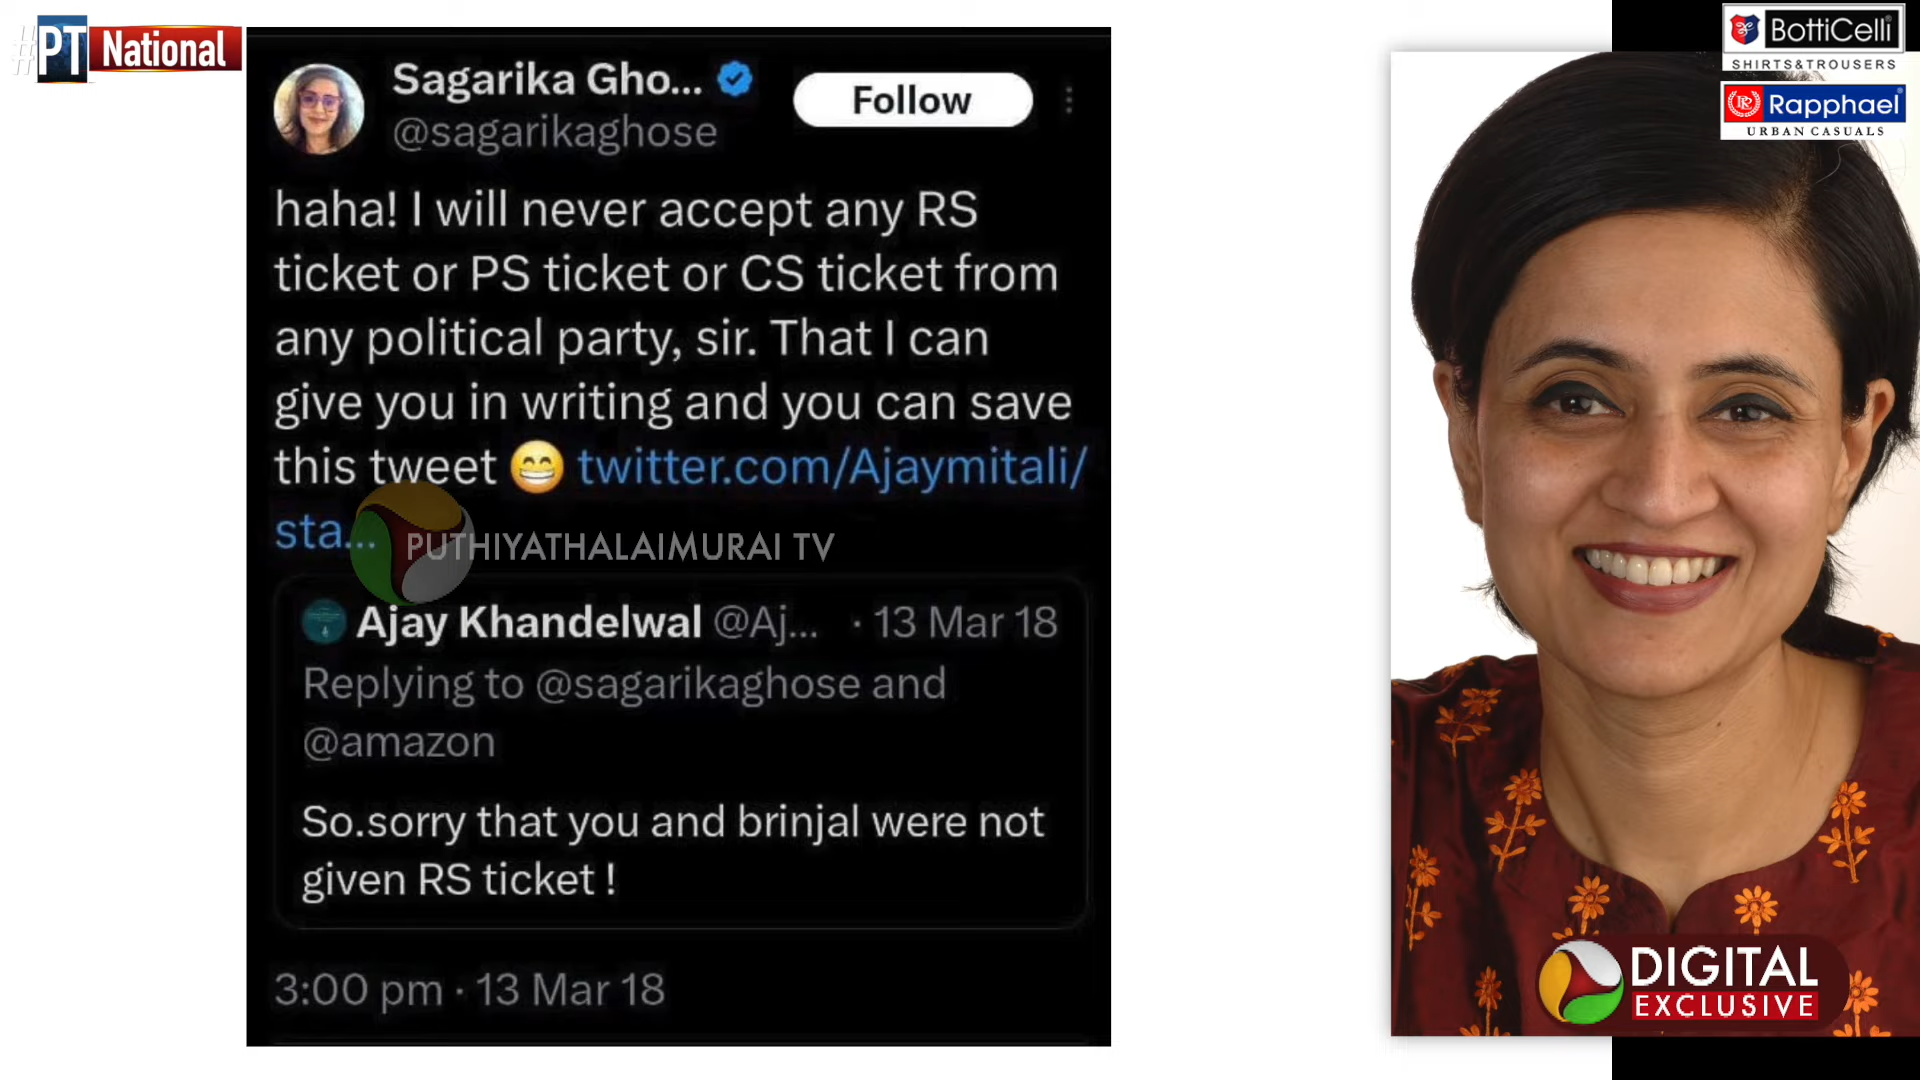 #PT National
Sagarika Gho...
@sagarikaghose
Follow
haha! I will never accept any RS
ticket or PS ticket or CS ticket from
any political party, sir. That I can
give you in writing and you can save
this tweet 😁 twitter.com/Ajaymitali/
sta...
PUTHIYATHALAIMURAI TV
Ajay Khandelwal @Aj... · 13 Mar 18
Replying to @sagarikaghose and
@amazon
So.sorry that you and brinjal were not
given RS ticket !
3:00 pm · 13 Mar 18
BottiCelli
SHIRTS&TROUSERS
Rapphael
URBAN CASUALS
DIGITAL
EXCLUSIVE